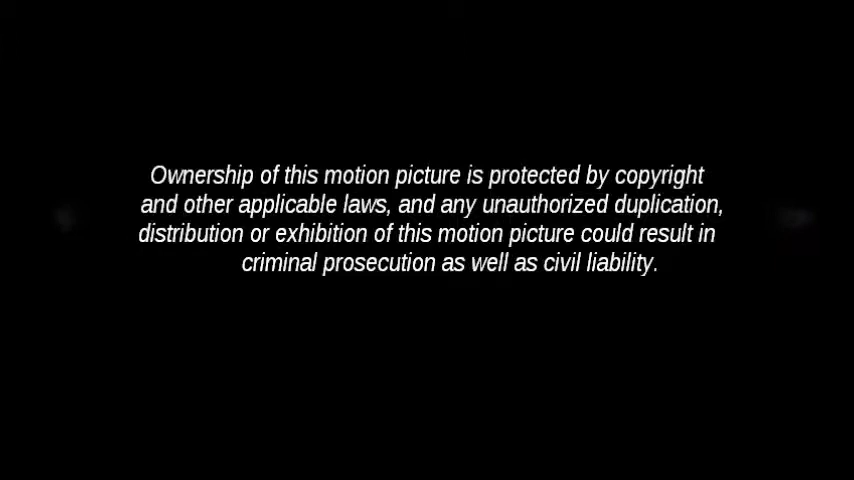 Ownership of this motion picture is protected by copyright
and other applicable laws, and any unauthorized duplication,
distribution or exhibition of this motion picture could result in
criminal prosecution as well as civil liability.